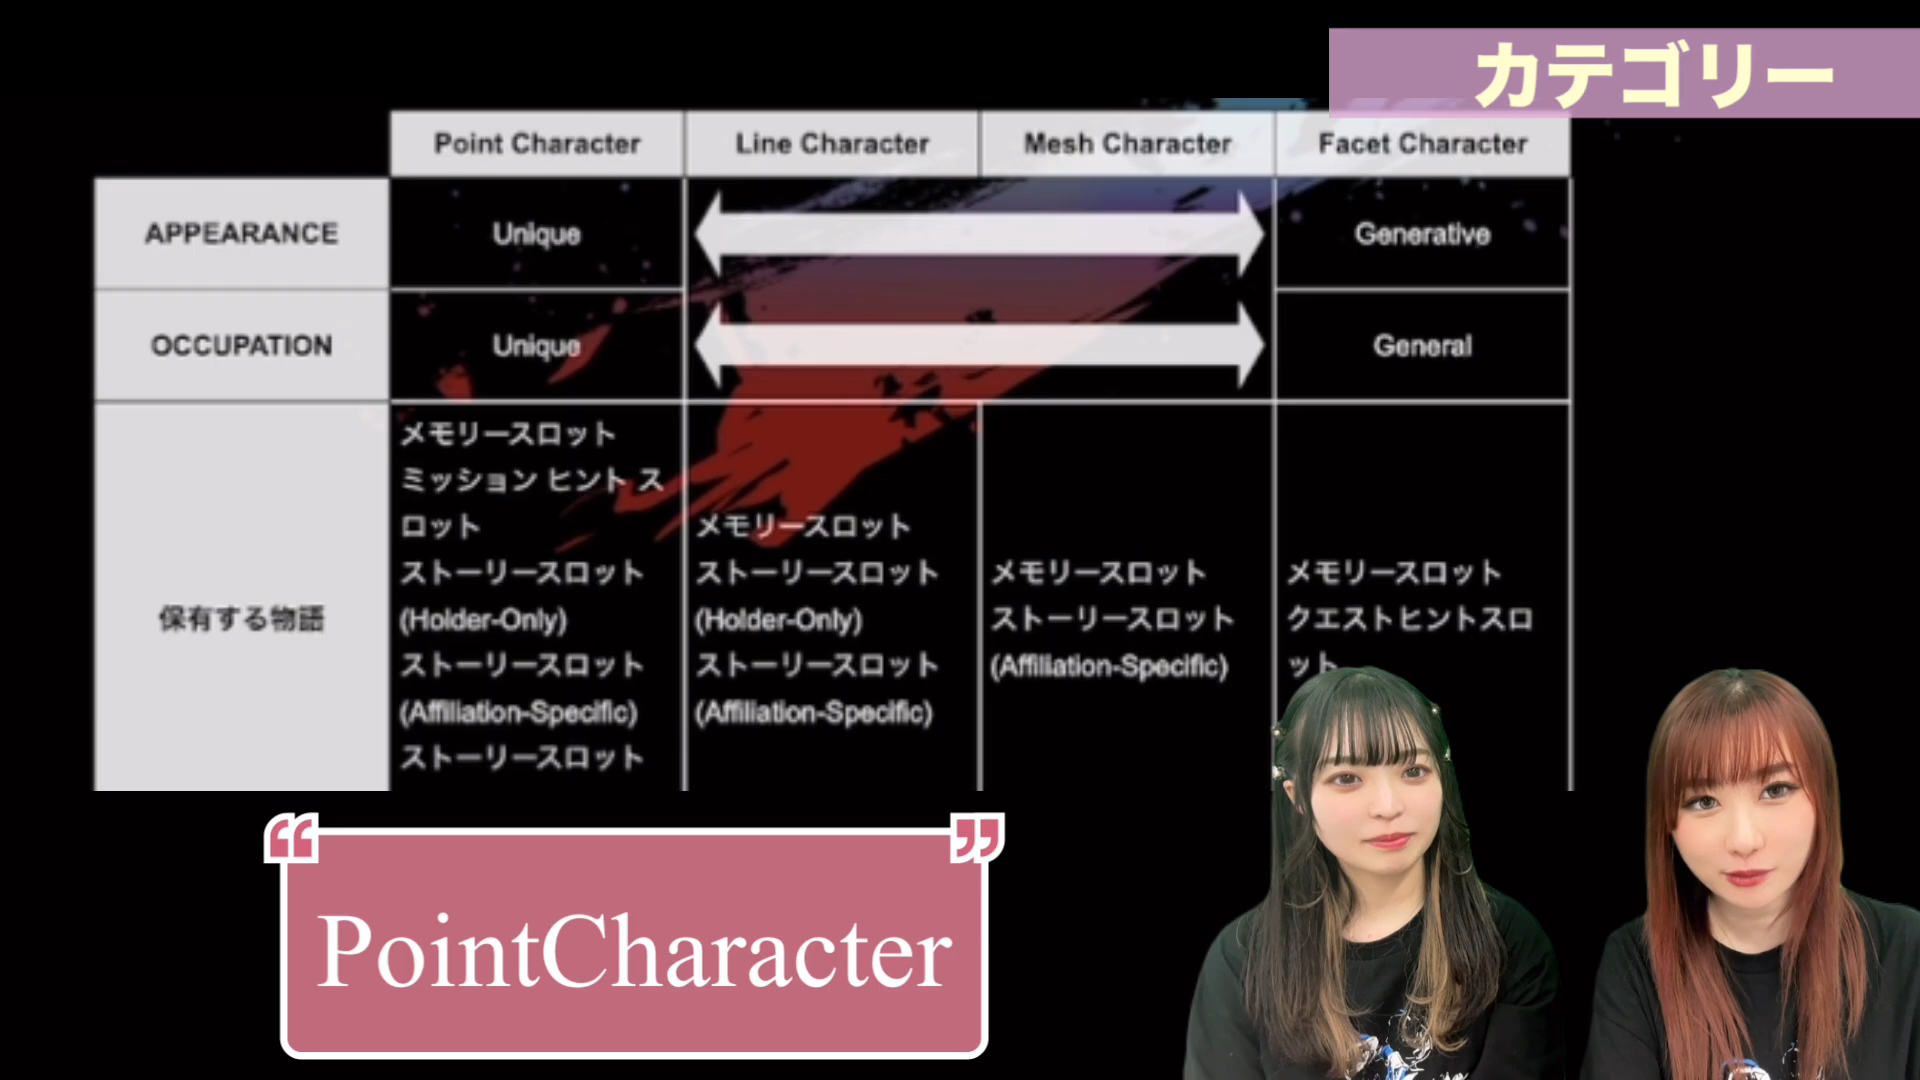 カテゴリー
Point Character
Line Character
Mesh Character
Facet Character
APPEARANCE
Unique
Generative
OCCUPATION
Unique
General
保有する物語
メモリースロット
ミッション ヒント ス
ロット
ストーリースロット
(Holder-Only)
ストーリースロット
(Affiliation-Specific)
ストーリースロット
メモリースロット
ストーリースロット
(Holder-Only)
ストーリースロット
(Affiliation-Specific)
メモリースロット
ストーリースロット
(Affiliation-Specific)
メモリースロット
クエストヒントスロ
ット
“
”
PointCharacter